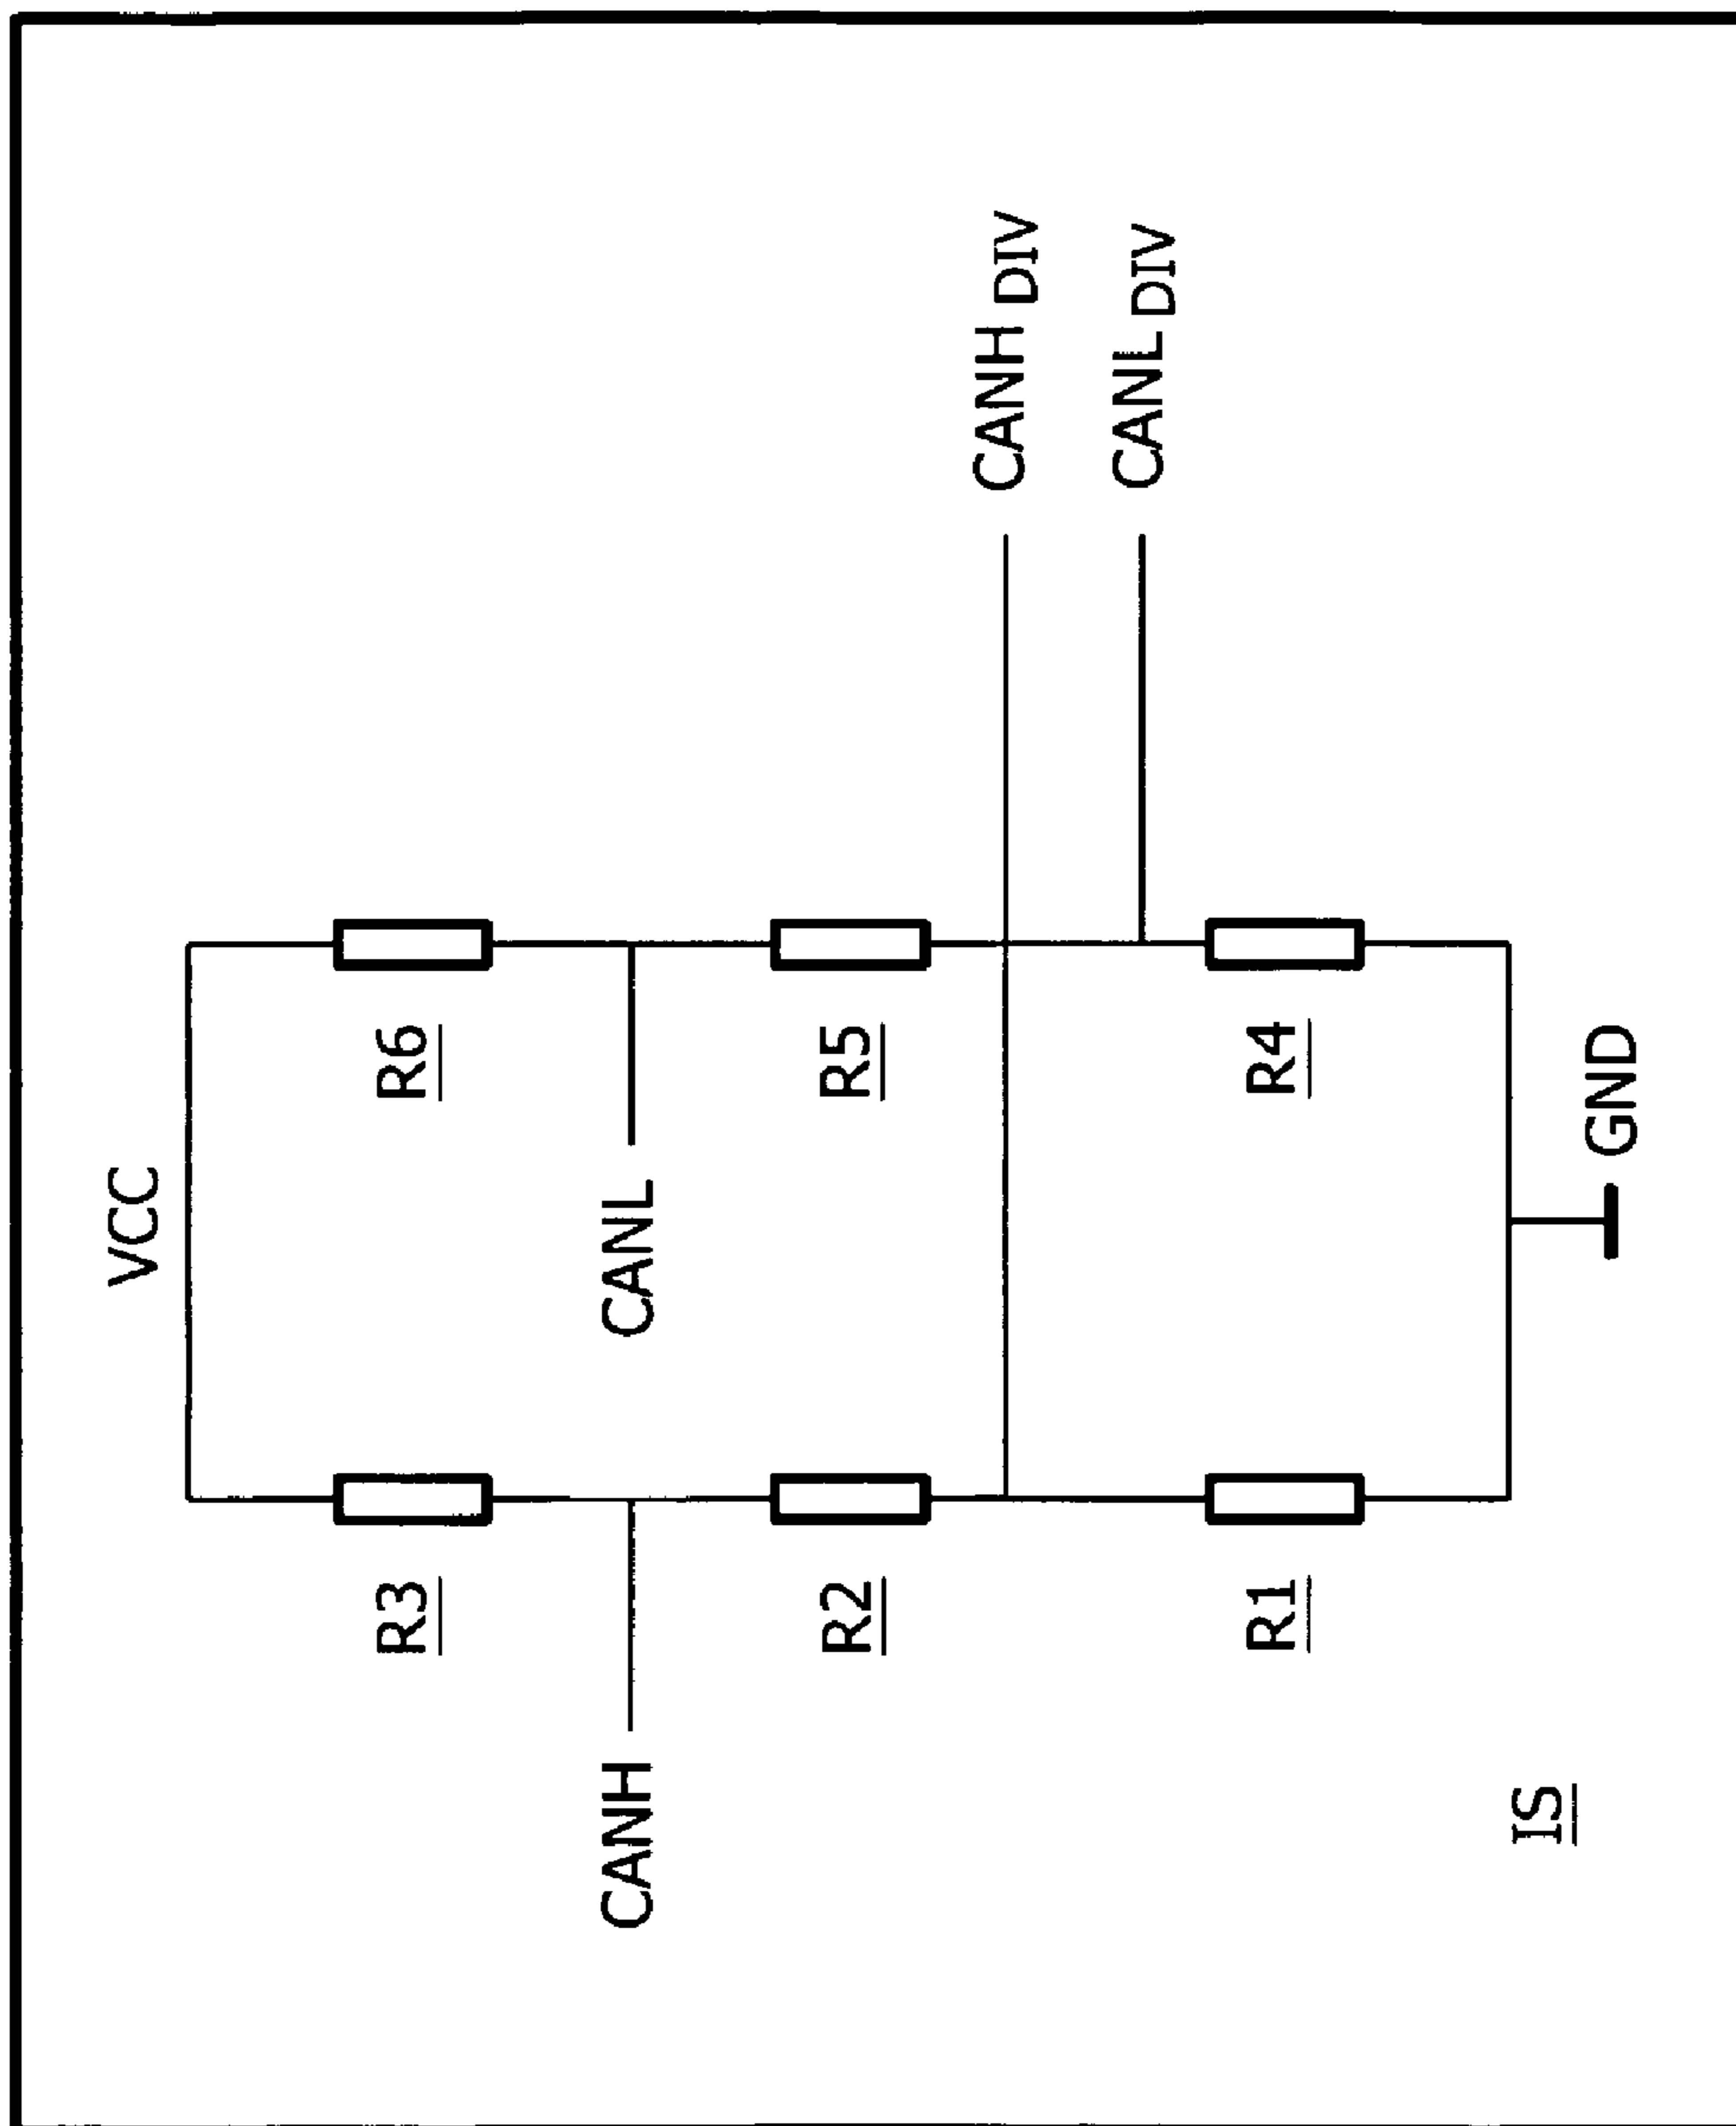 VCC
R3
R6
CANH
CANL
R2
R5
CANH DIV
CANL DIV
R1
R4
IS
GND